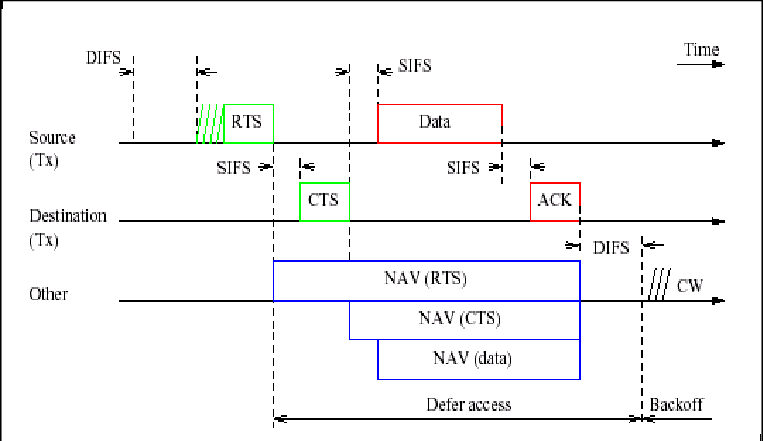 Time
DIFS
SIFS
RTS
Data
Source
(Tx)
SIFS
SIFS
CTS
ACK
Destination
(Tx)
DIFS
NAV (RTS)
CW
Other
NAV (CTS)
NAV (data)
Defer access
Backoff